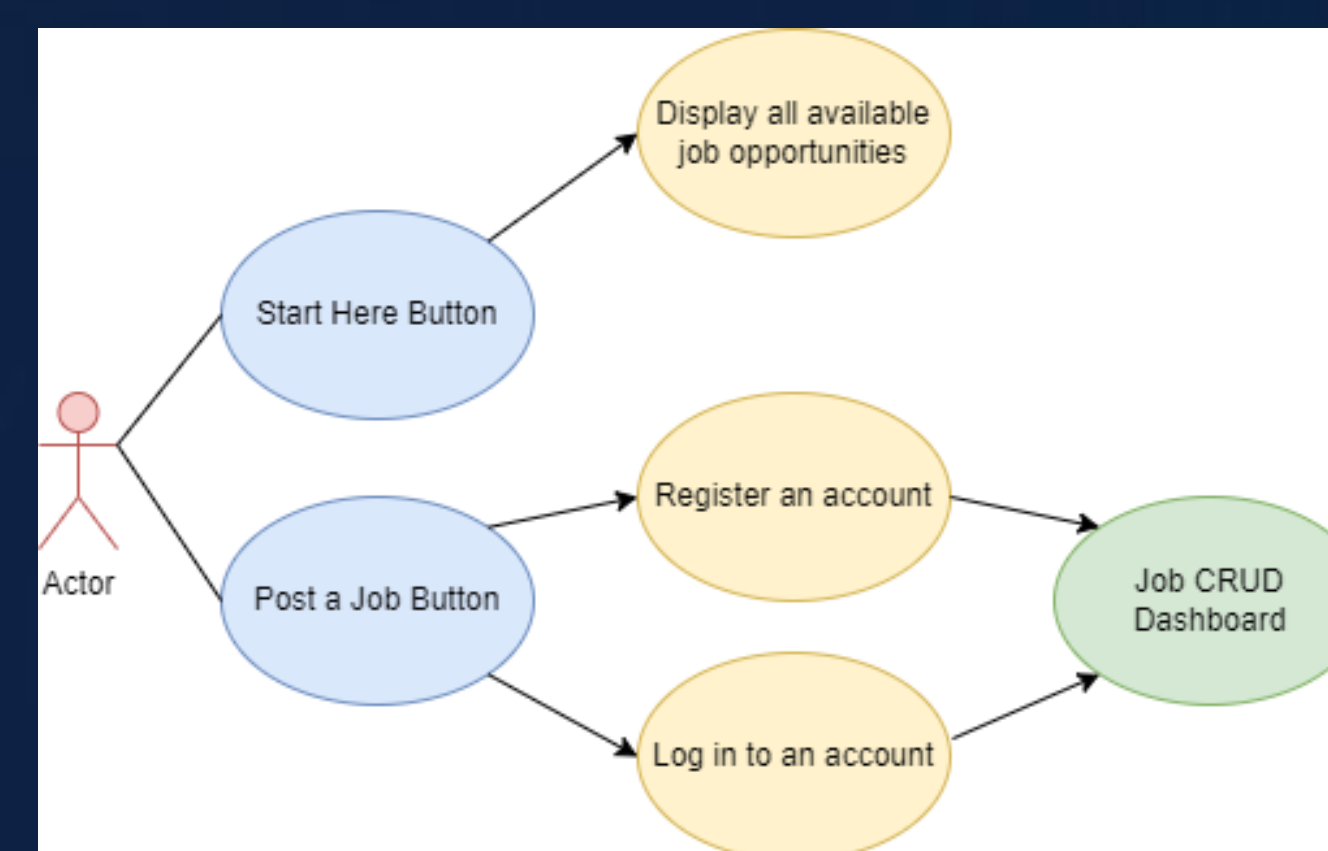 Display all available
job opportunities
Start Here Button
Register an account
Actor
Post a Job Button
Job CRUD
Dashboard
Log in to an account